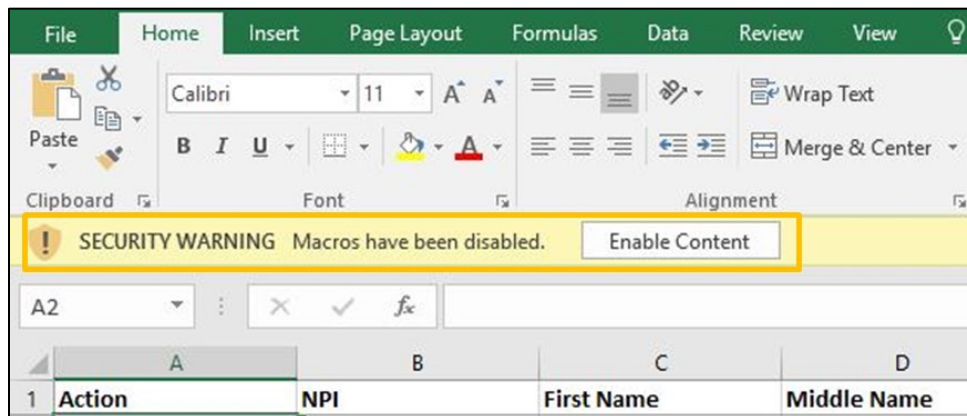 File Home Insert Page Layout Formulas Data Review View
Calibri 11 A A Wrap Text
Paste B I U A Merge & Center
Clipboard Font Alignment
SECURITY WARNING Macros have been disabled. Enable Content
A2 fx
A B C D
1 Action NPI First Name Middle Name